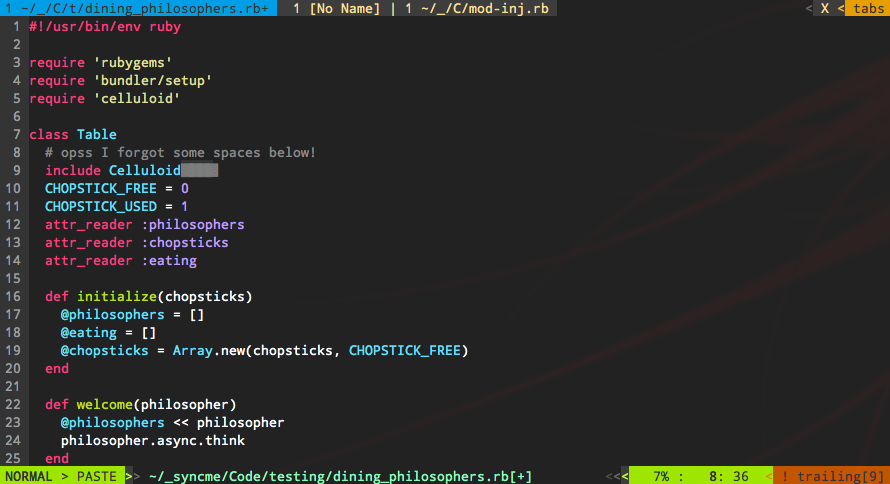 1 ~/_/C/t/dining_philosophers.rb+ 1 [No Name] | 1 ~/_/C/mod-inj.rb < X < tabs
1 #!/usr/bin/env ruby
2
3 require 'rubygems'
4 require 'bundler/setup'
5 require 'celluloid'
6
7 class Table
8   # opss I forgot some spaces below!
9   include Celluloid
10   CHOPSTICK_FREE = 0
11   CHOPSTICK_USED = 1
12   attr_reader :philosophers
13   attr_reader :chopsticks
14   attr_reader :eating
15
16   def initialize(chopsticks)
17     @philosophers = []
18     @eating = []
19     @chopsticks = Array.new(chopsticks, CHOPSTICK_FREE)
20   end
21
22   def welcome(philosopher)
23     @philosophers << philosopher
24     philosopher.async.think
25   end
NORMAL > PASTE >> ~/_syncme/Code/testing/dining_philosophers.rb[+] <<< 7% : 8: 36 < ! trailing[9]